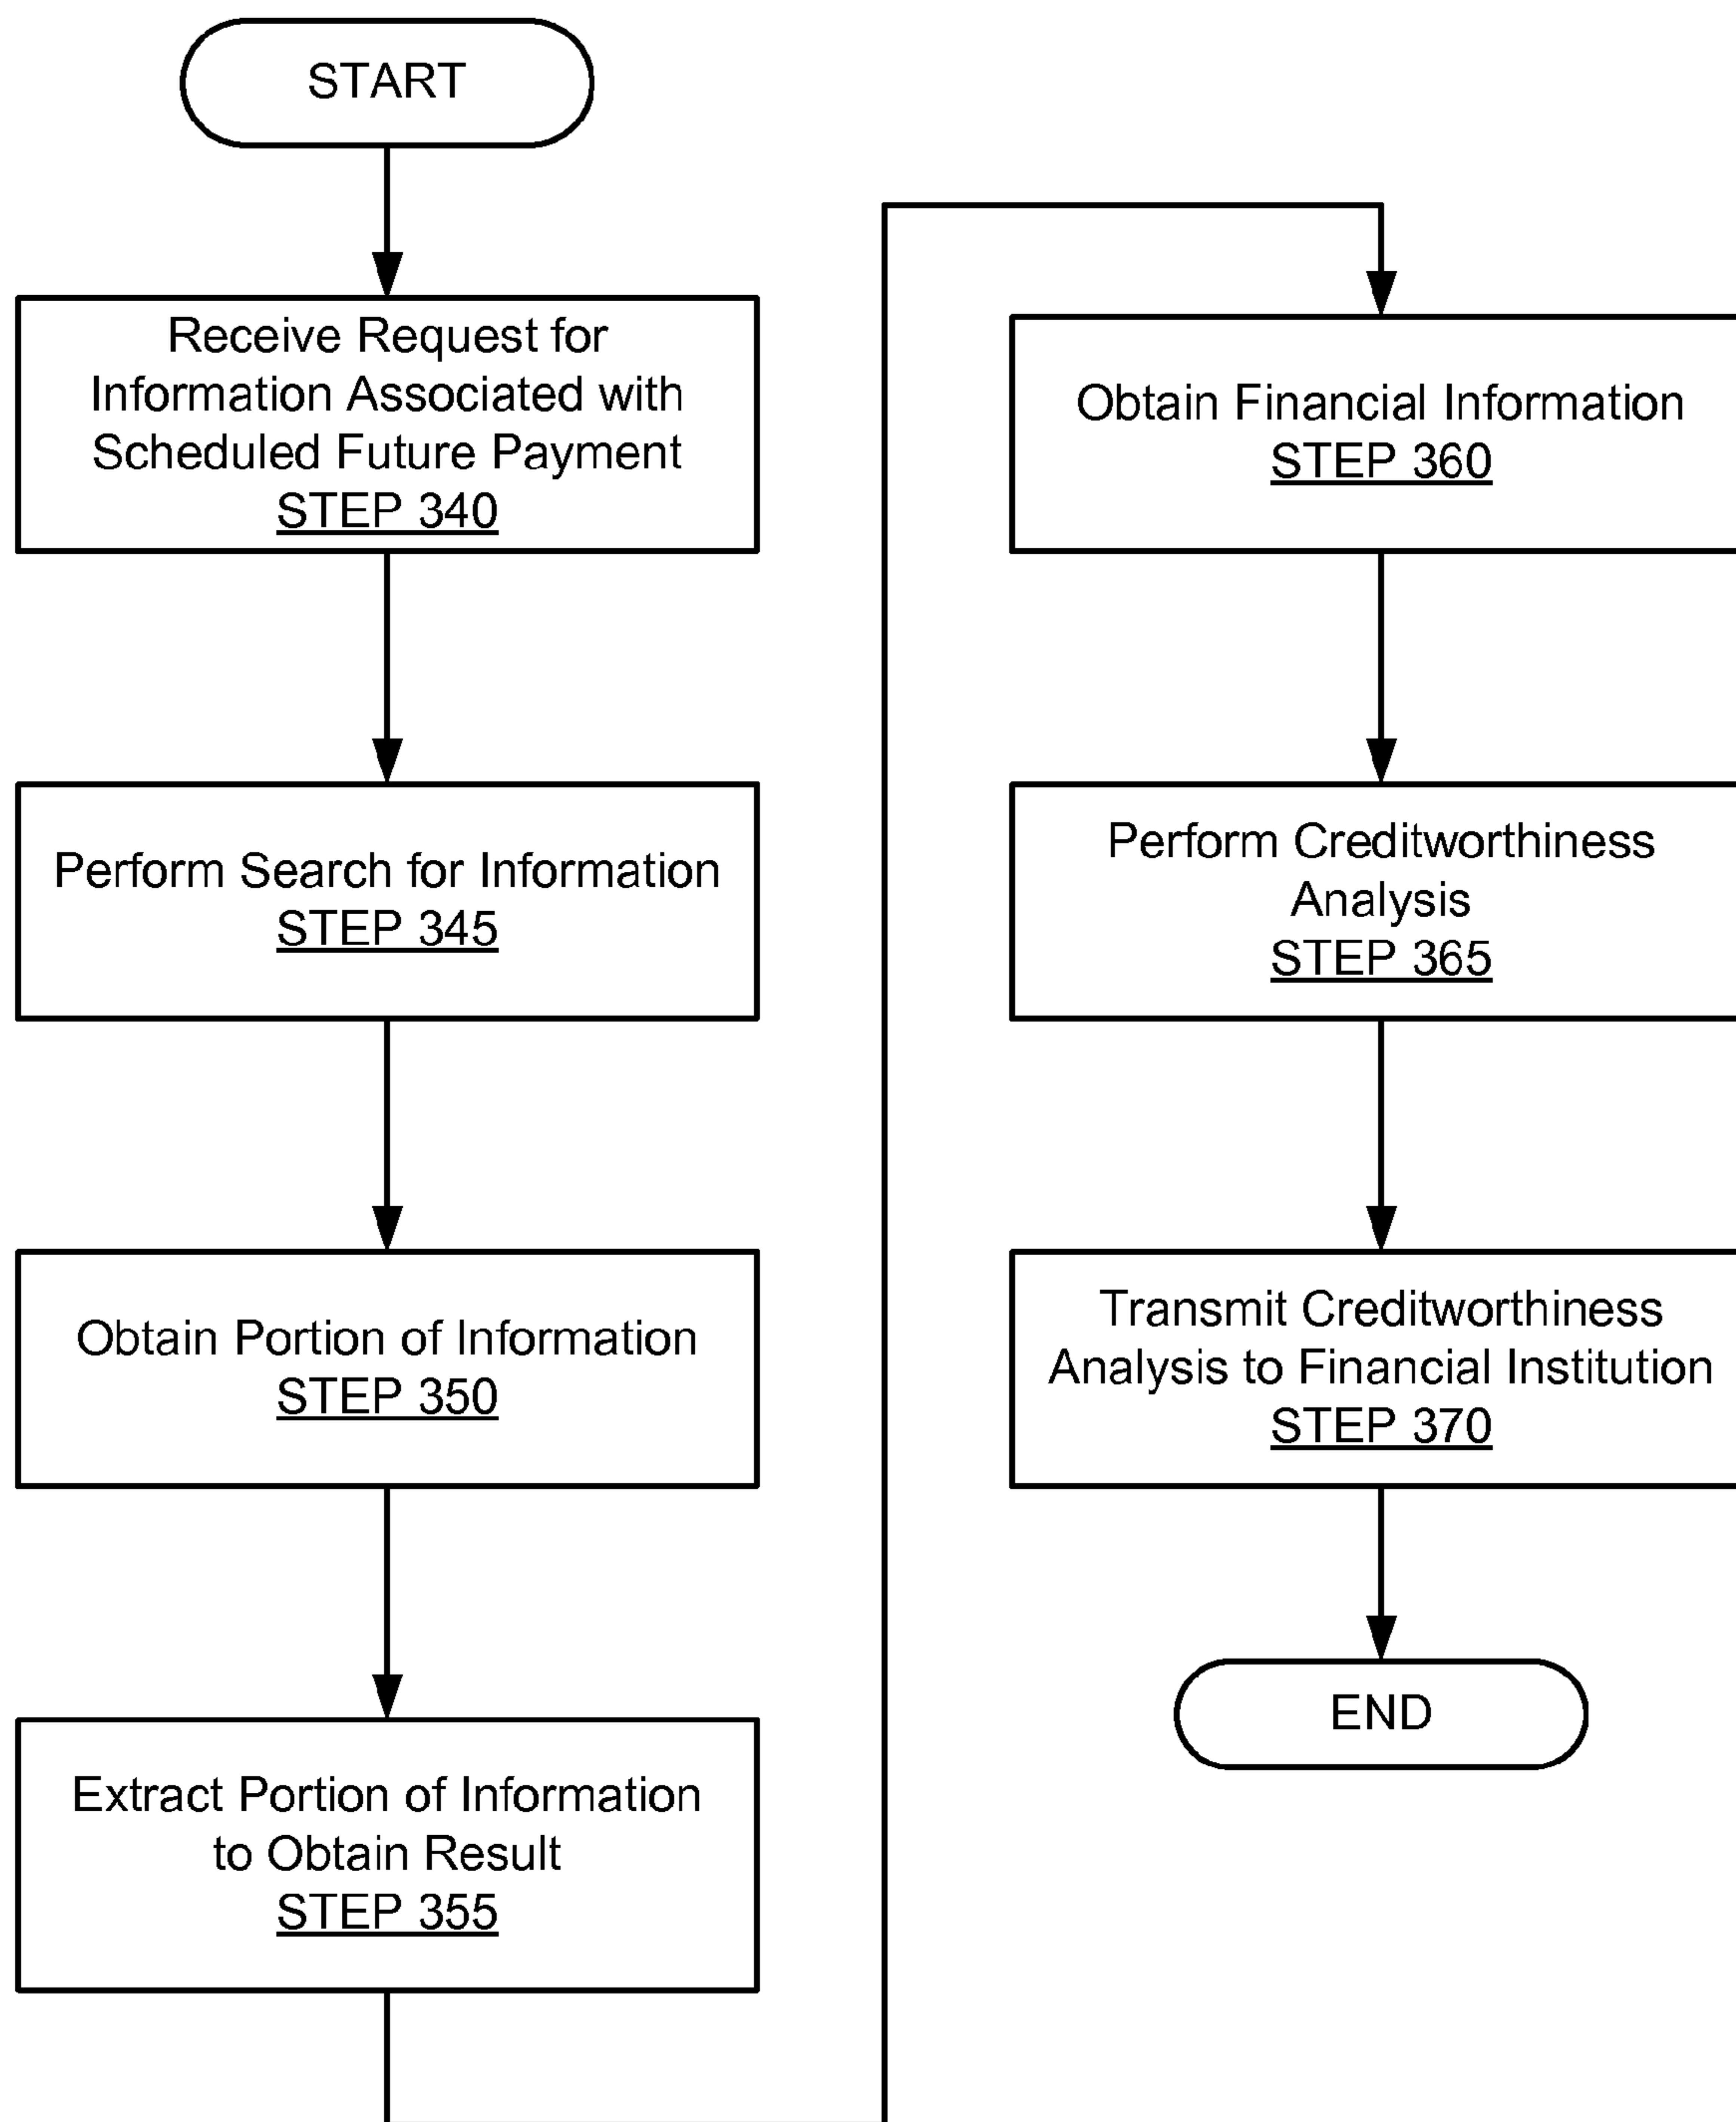 START
Receive Request for
Information Associated with
Scheduled Future Payment
STEP 340
Perform Search for Information
STEP 345
Obtain Portion of Information
STEP 350
Extract Portion of Information
to Obtain Result
STEP 355
Obtain Financial Information
STEP 360
Perform Creditworthiness
Analysis
STEP 365
Transmit Creditworthiness
Analysis to Financial Institution
STEP 370
END